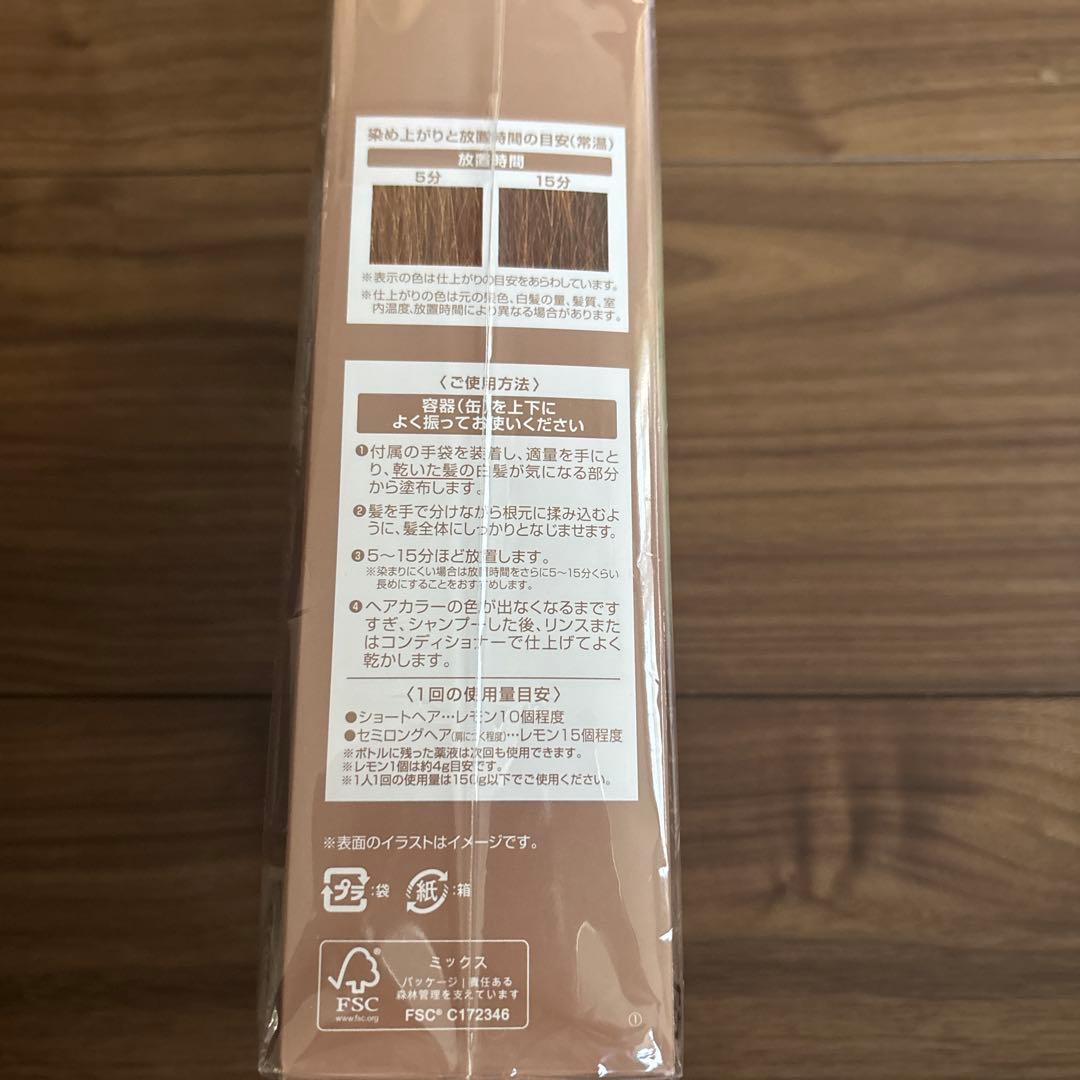 染め上がりと放置時間の目安(常温)
放置時間
5分 15分
※表示の色は仕上がりの目安をあらわしています。
※仕上がりの色は元の髪色、白髪の量、髪質、室
内温度、放置時間により異なる場合があります。
〈ご使用方法〉
容器(缶)を上下に
よく振ってお使いください
❶付属の手袋を装着し、適量を手にと
り、乾いた髪の白髪が気になる部分
から塗布します。
❷髪を手で分けながら根元に揉み込むよ
うに、髪全体にしっかりとなじませます。
❸5〜15分ほど放置します。
※染まりにくい場合は放置時間をさらに5〜15分くらい
長めにすることをおすすめします。
❹ヘアカラーの色が出なくなるまです
すぎ、シャンプーした後、リンスまた
はコンディショナーで仕上げてよく
乾かします。
〈1回の使用量目安〉
●ショートヘア…レモン10個程度
●セミロングヘア(肩につく程度)…レモン15個程度
※ボトルに残った薬液は次回も使用できます。
※レモン1個は約4g目安です。
※1人1回の使用量は150g以下でご使用ください。
※表面のイラストはイメージです。
プラ:袋 紙:箱
ミックス
パッケージ|責任ある
森林管理を支えています
FSC
www.fsc.org
FSC® C172346
①